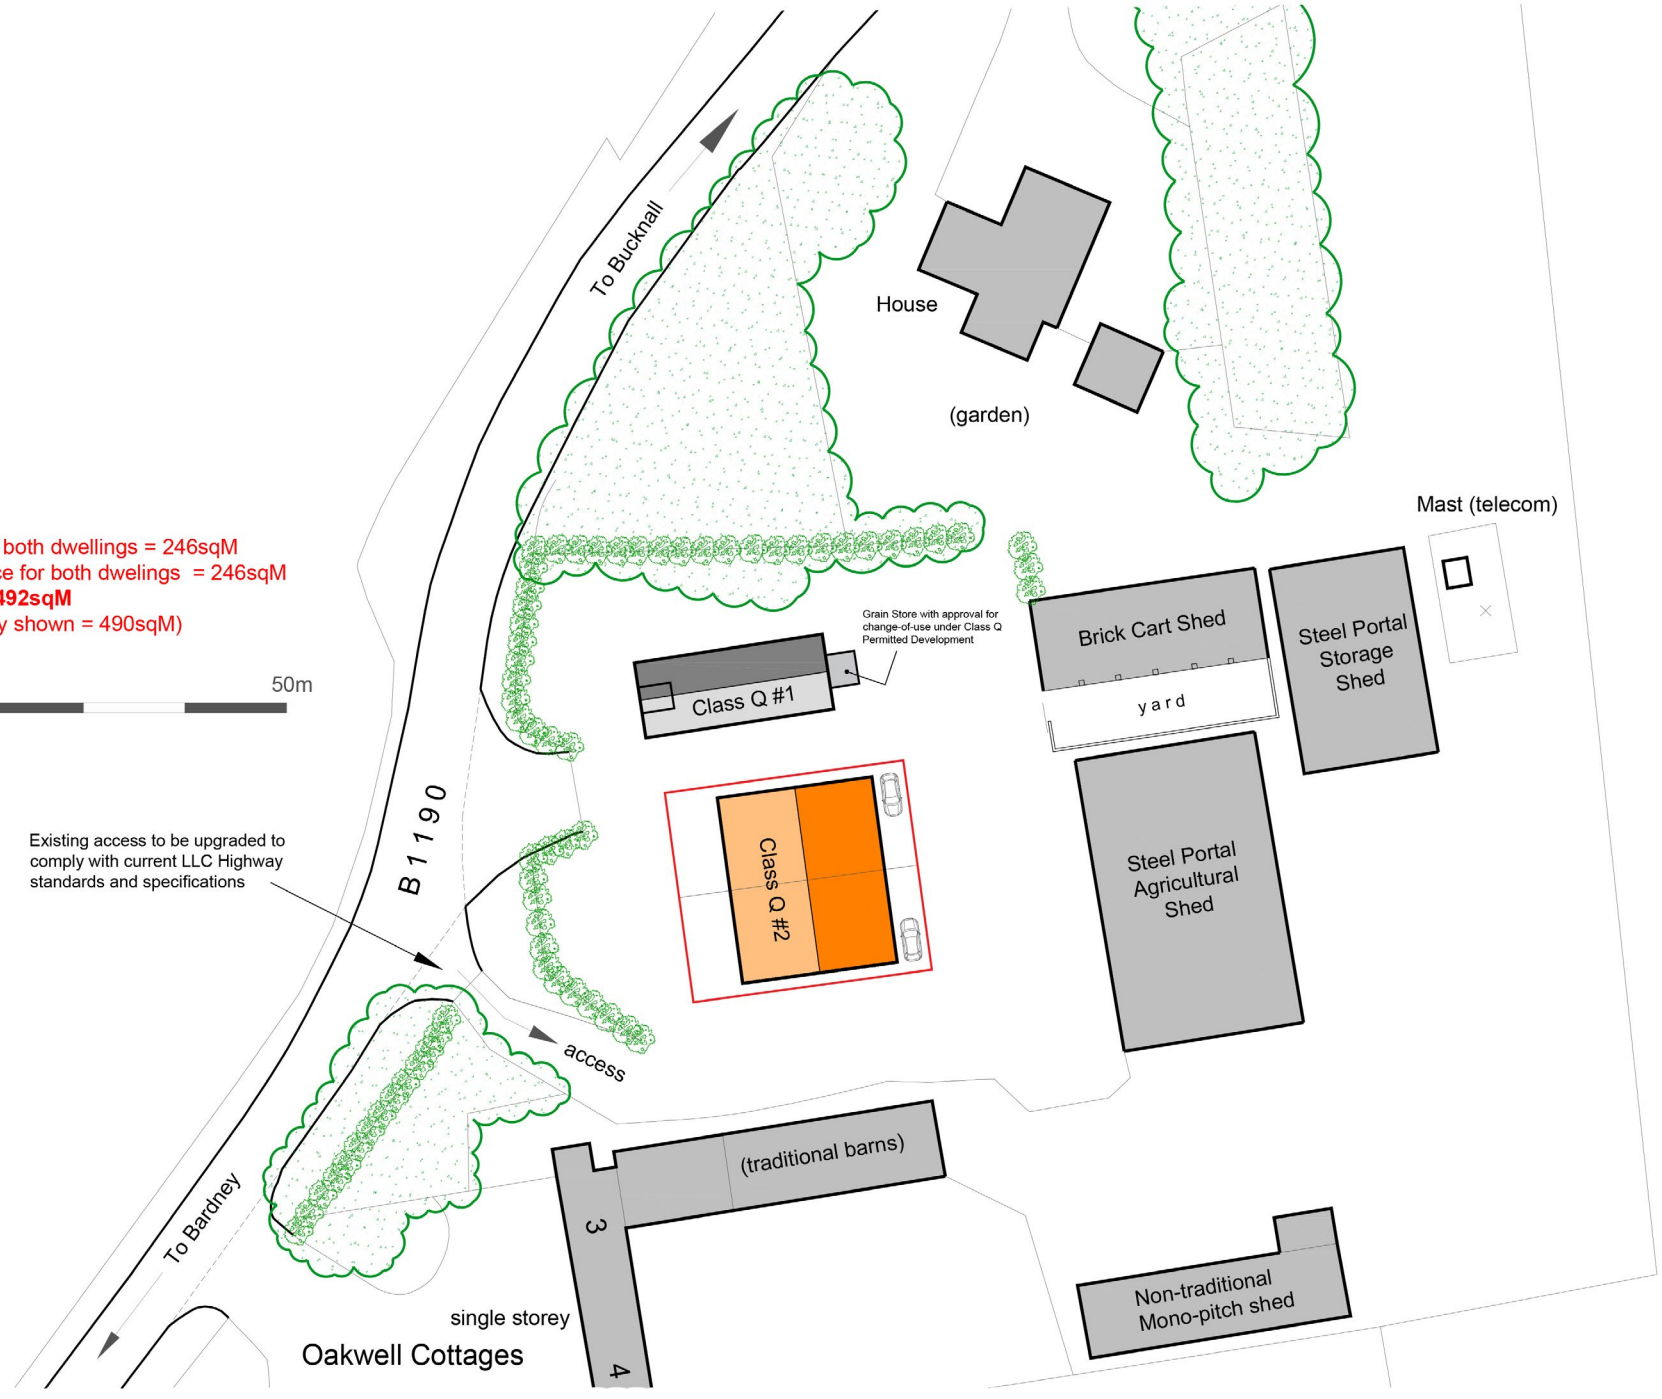 To Bucknall
House
(garden)
Mast (telecom)
both dwellings = 246sqM
ce for both dwelings = 246sqM
492sqM
y shown = 490sqM)
50m
Grain Store with approval for
change-of-use under Class Q
Permitted Development
Brick Cart Shed
Steel Portal
Storage
Shed
Class Q #1
yard
B1190
Existing access to be upgraded to
comply with current LLC Highway
standards and specifications
Class Q #2
Steel Portal
Agricultural
Shed
access
(traditional barns)
3
To Bardney
single storey
Oakwell Cottages
4
Non-traditional
Mono-pitch shed